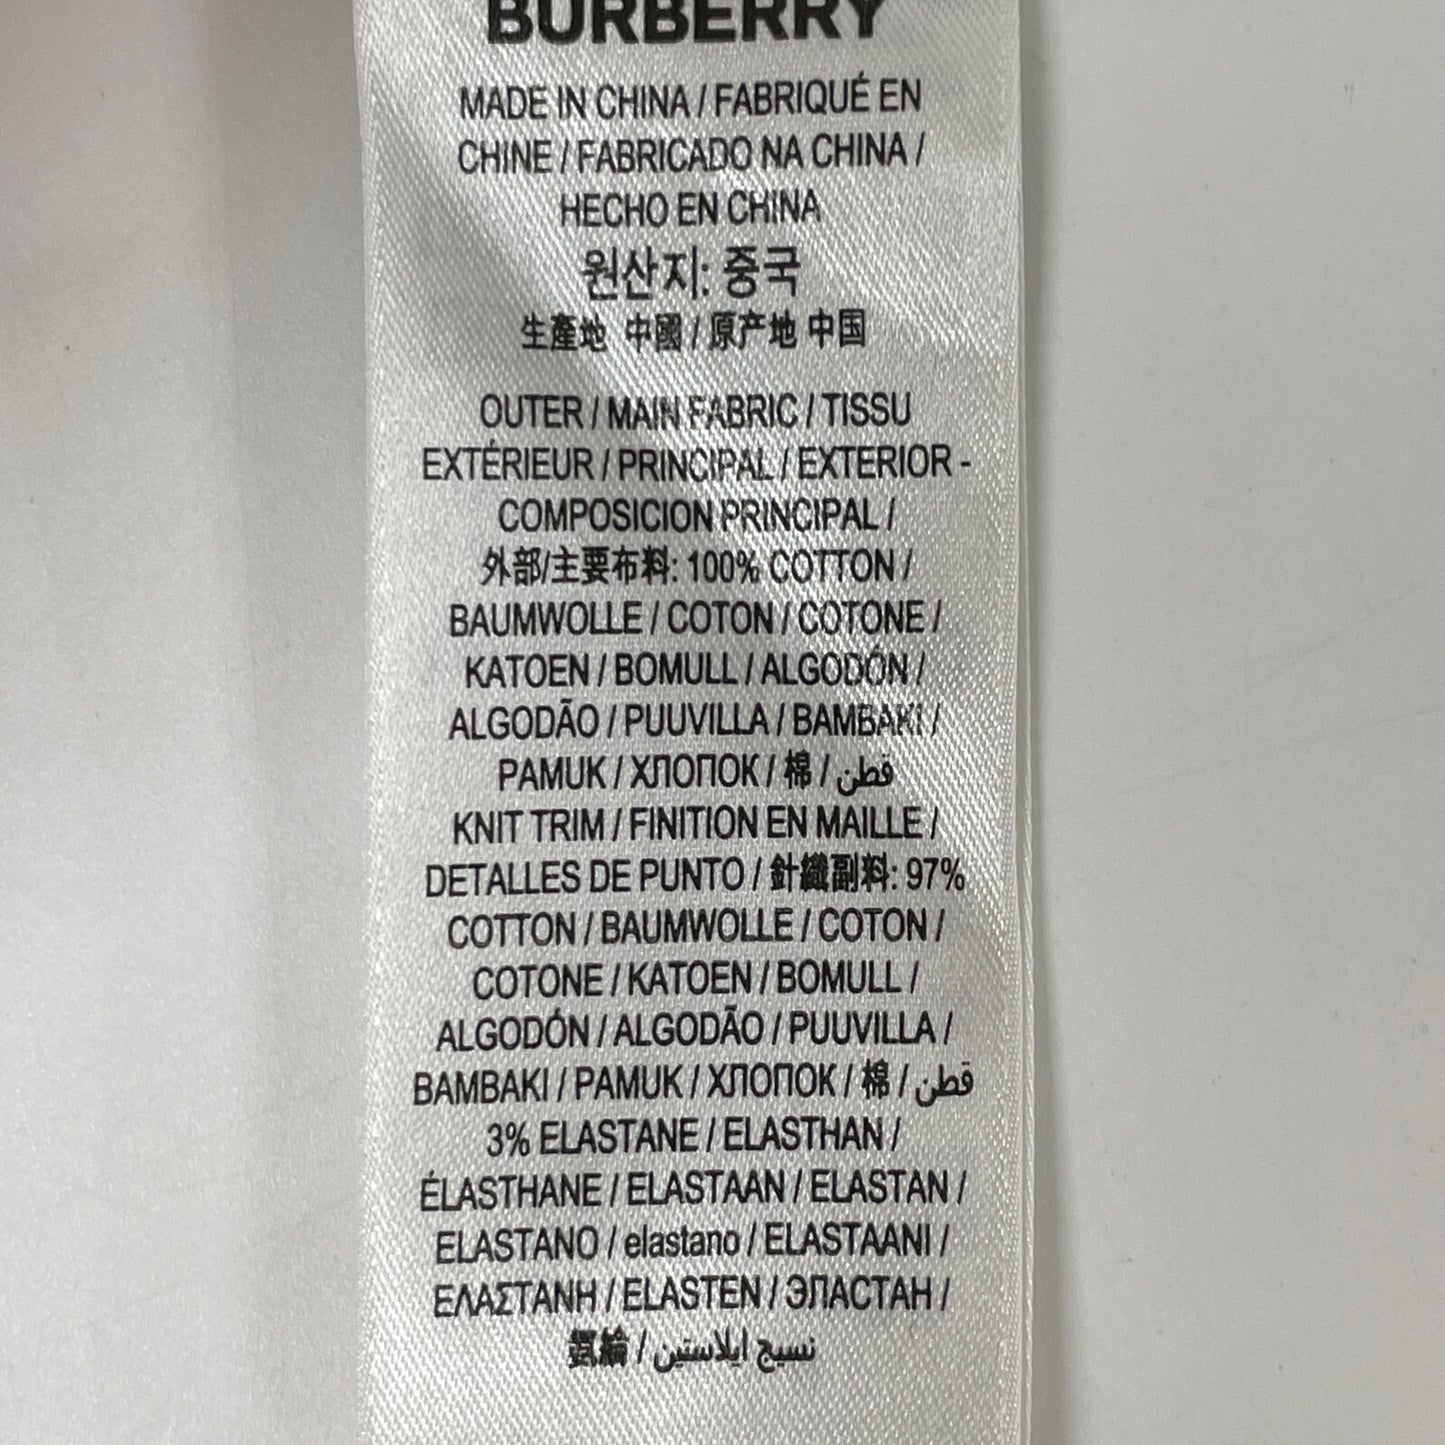 BURBERRY
MADE IN CHINA / FABRIQUÉ EN
CHINE / FABRICADO NA CHINA /
HECHO EN CHINA
원산지: 중국
生產地 中國 / 原产地 中国
OUTER / MAIN FABRIC / TISSU
EXTÉRIEUR / PRINCIPAL / EXTERIOR -
COMPOSICION PRINCIPAL /
外部/主要布料: 100% COTTON /
BAUMWOLLE / COTON / COTONE /
KATOEN / BOMULL / ALGODÓN /
ALGODÃO / PUUVILLA / BAMBAKI /
PAMUK / ХЛОПОК / 棉 / قطن
KNIT TRIM / FINITION EN MAILLE /
DETALLES DE PUNTO / 針織副料: 97%
COTTON / BAUMWOLLE / COTON /
COTONE / KATOEN / BOMULL /
ALGODÓN / ALGODÃO / PUUVILLA /
BAMBAKI / PAMUK / ХЛОПОК / 棉 / قطن
3% ELASTANE / ELASTHAN /
ÉLASTHANE / ELASTAAN / ELASTAN /
ELASTANO / elastano / ELASTAANI /
ΕΛΑΣΤΑΝΗ / ELASTEN / ЭЛАСТАН /
氨綸 / نسيج ايلاستين